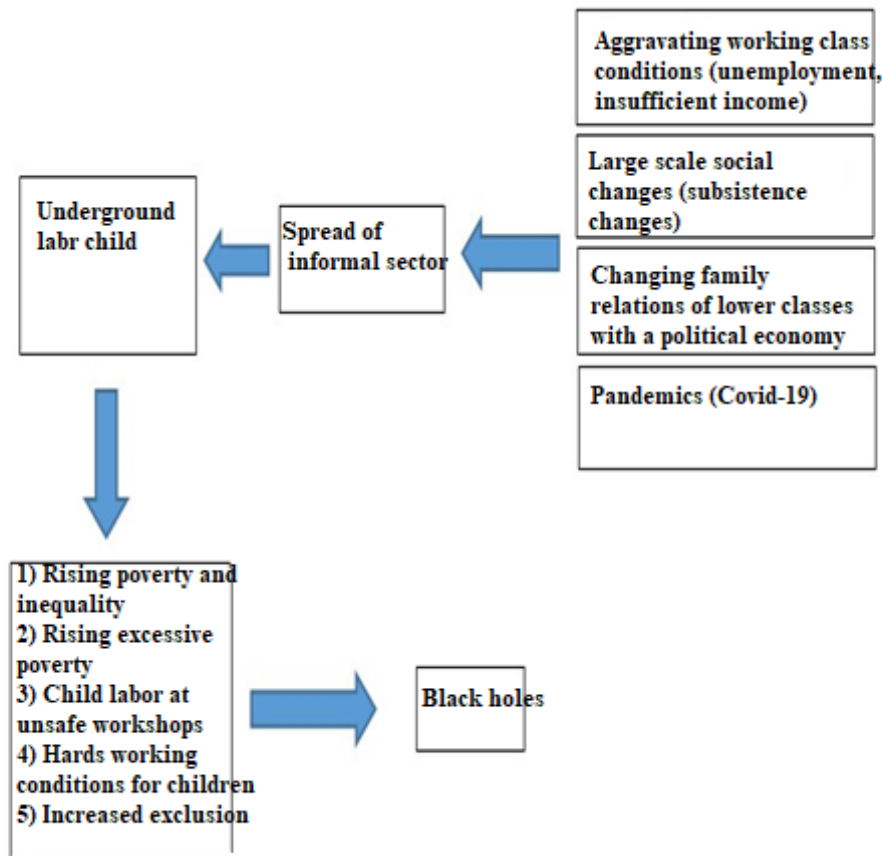 Aggravating working class
conditions (unemployment,
insufficient income)
Large scale social
changes (subsistence
changes)
Changing family
relations of lower classes
with a political economy
Pandemics (Covid-19)
Spread of
informal sector
Underground
labr child
1) Rising poverty and
inequality
2) Rising excessive
poverty
3) Child labor at
unsafe workshops
4) Hards working
conditions for children
5) Increased exclusion
Black holes